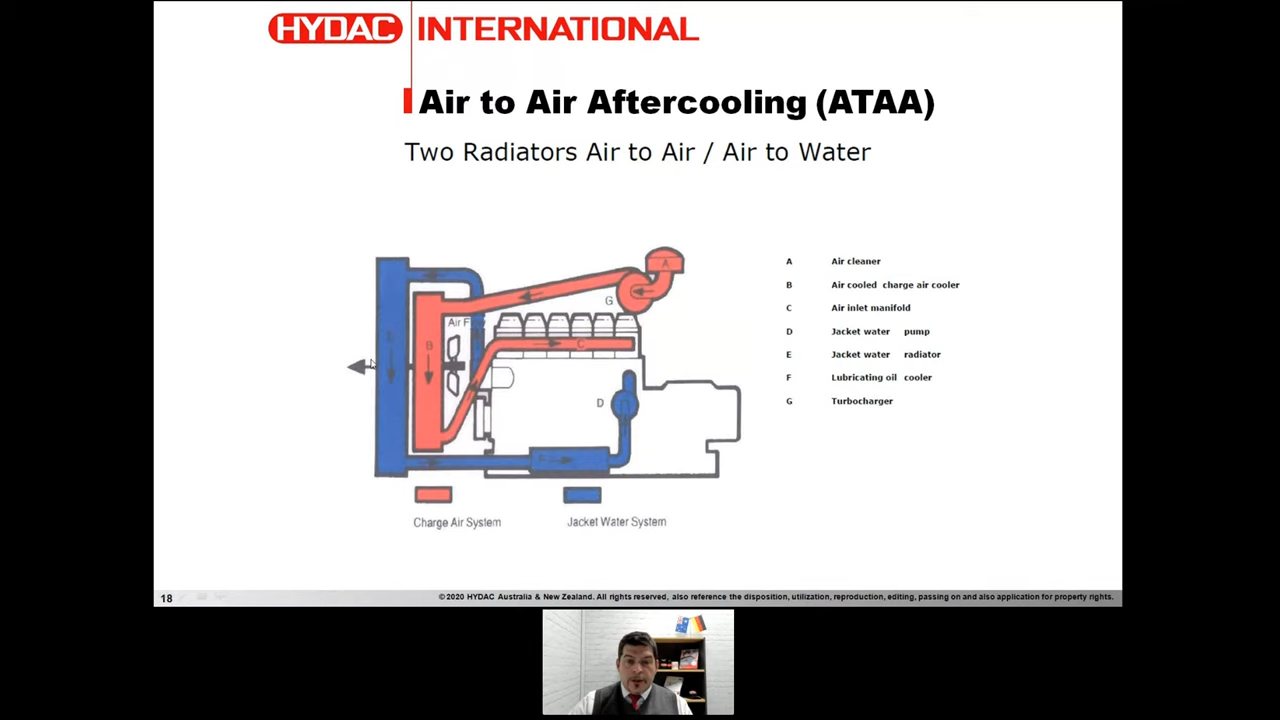 HYDAC INTERNATIONAL
Air to Air Aftercooling (ATAA)
Two Radiators Air to Air / Air to Water
A Air cleaner
B Air cooled charge air cooler
C Air inlet manifold
D Jacket water pump
E Jacket water radiator
F Lubricating oil cooler
G Turbocharger
A
G
Air F
E
B
C
D
F
Charge Air System
Jacket Water System
18
©2020 HYDAC Australia & New Zealand. All rights reserved, also reference the disposition, utilization, reproduction, editing, passing on and also application for property rights.